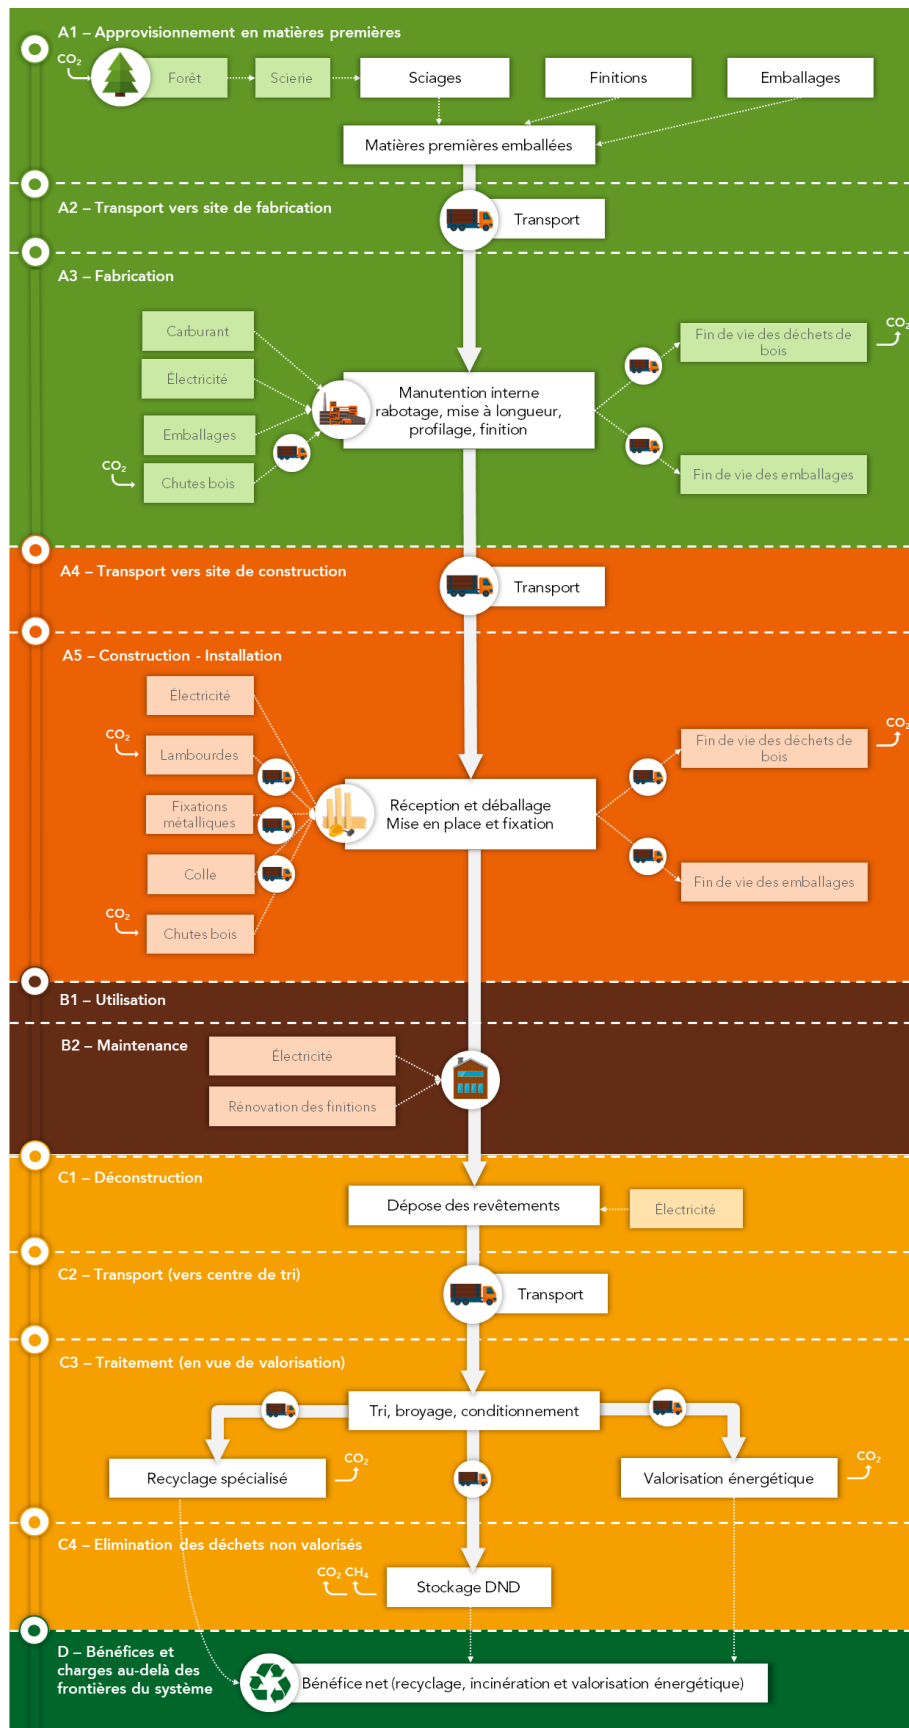 A1 – Approvisionnement en matières premières
CO₂
Forêt
Scierie
Sciages
Finitions
Emballages
Matières premières emballées
A2 – Transport vers site de fabrication
Transport
A3 – Fabrication
Carburant
Électricité
Emballages
CO₂
Chutes bois
Manutention interne
rabotage, mise à longueur,
profilage, finition
Fin de vie des déchets de
bois
CO₂
Fin de vie des emballages
A4 – Transport vers site de construction
Transport
A5 – Construction - Installation
Électricité
CO₂
Lambourdes
Fixations
métalliques
Colle
CO₂
Chutes bois
Réception et déballage
Mise en place et fixation
Fin de vie des déchets de
bois
CO₂
Fin de vie des emballages
B1 – Utilisation
B2 – Maintenance
Électricité
Rénovation des finitions
C1 – Déconstruction
Dépose des revêtements
Électricité
C2 – Transport (vers centre de tri)
Transport
C3 – Traitement (en vue de valorisation)
Tri, broyage, conditionnement
Recyclage spécialisé
CO₂
Valorisation énergétique
CO₂
C4 – Elimination des déchets non valorisés
CO₂ CH₄
Stockage DND
D – Bénéfices et
charges au-delà des
frontières du système
Bénéfice net (recyclage, incinération et valorisation énergétique)